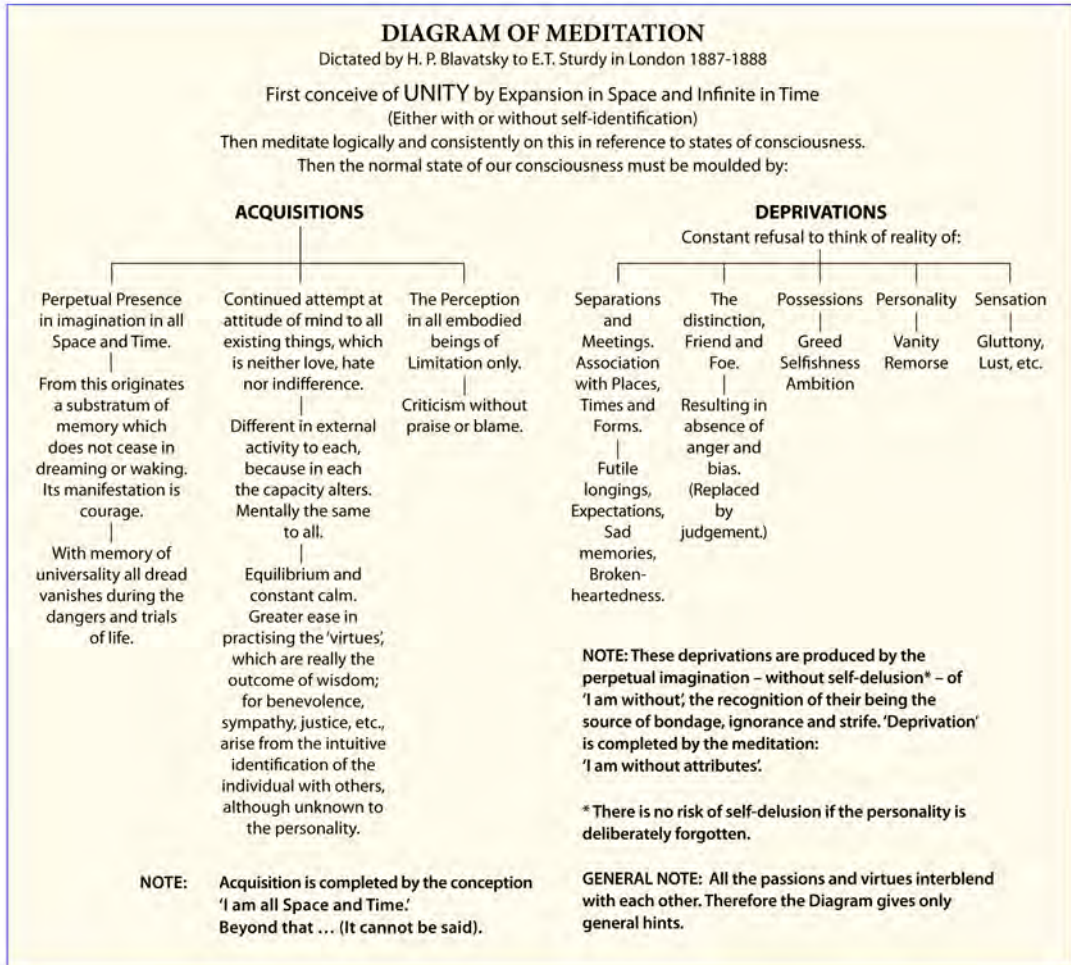 DIAGRAM OF MEDITATION
Dictated by H. P. Blavatsky to E.T. Sturdy in London 1887-1888
First conceive of UNITY by Expansion in Space and Infinite in Time
(Either with or without self-identification)
Then meditate logically and consistently on this in reference to states of consciousness.
Then the normal state of our consciousness must be moulded by:
ACQUISITIONS
Perpetual Presence
in imagination in all
Space and Time.
From this originates
a substratum of
memory which
does not cease in
dreaming or waking.
Its manifestation is
courage.
With memory of
universality all dread
vanishes during the
dangers and trials
of life.
Continued attempt at
attitude of mind to all
existing things, which
is neither love, hate
nor indifference.
Different in external
activity to each,
because in each
the capacity alters.
Mentally the same
to all.
Equilibrium and
constant calm.
Greater ease in
practising the ‘virtues’,
which are really the
outcome of wisdom;
for benevolence,
sympathy, justice, etc.,
arise from the intuitive
identification of the
individual with others,
although unknown to
the personality.
The Perception
in all embodied
beings of
Limitation only.
Criticism without
praise or blame.
NOTE: Acquisition is completed by the conception
‘I am all Space and Time.’
Beyond that … (It cannot be said).
DEPRIVATIONS
Constant refusal to think of reality of:
Separations
and
Meetings.
Association
with Places,
Times and
Forms.
Futile
longings,
Expectations,
Sad
memories,
Broken-
heartedness.
The
distinction,
Friend and
Foe.
Resulting in
absence of
anger and
bias.
(Replaced
by
judgement.)
Possessions
Greed
Selfishness
Ambition
Personality
Vanity
Remorse
Sensation
Gluttony,
Lust, etc.
NOTE: These deprivations are produced by the
perpetual imagination – without self-delusion* – of
‘I am without’, the recognition of their being the
source of bondage, ignorance and strife. ‘Deprivation’
is completed by the meditation:
‘I am without attributes’.
* There is no risk of self-delusion if the personality is
deliberately forgotten.
GENERAL NOTE: All the passions and virtues interblend
with each other. Therefore the Diagram gives only
general hints.